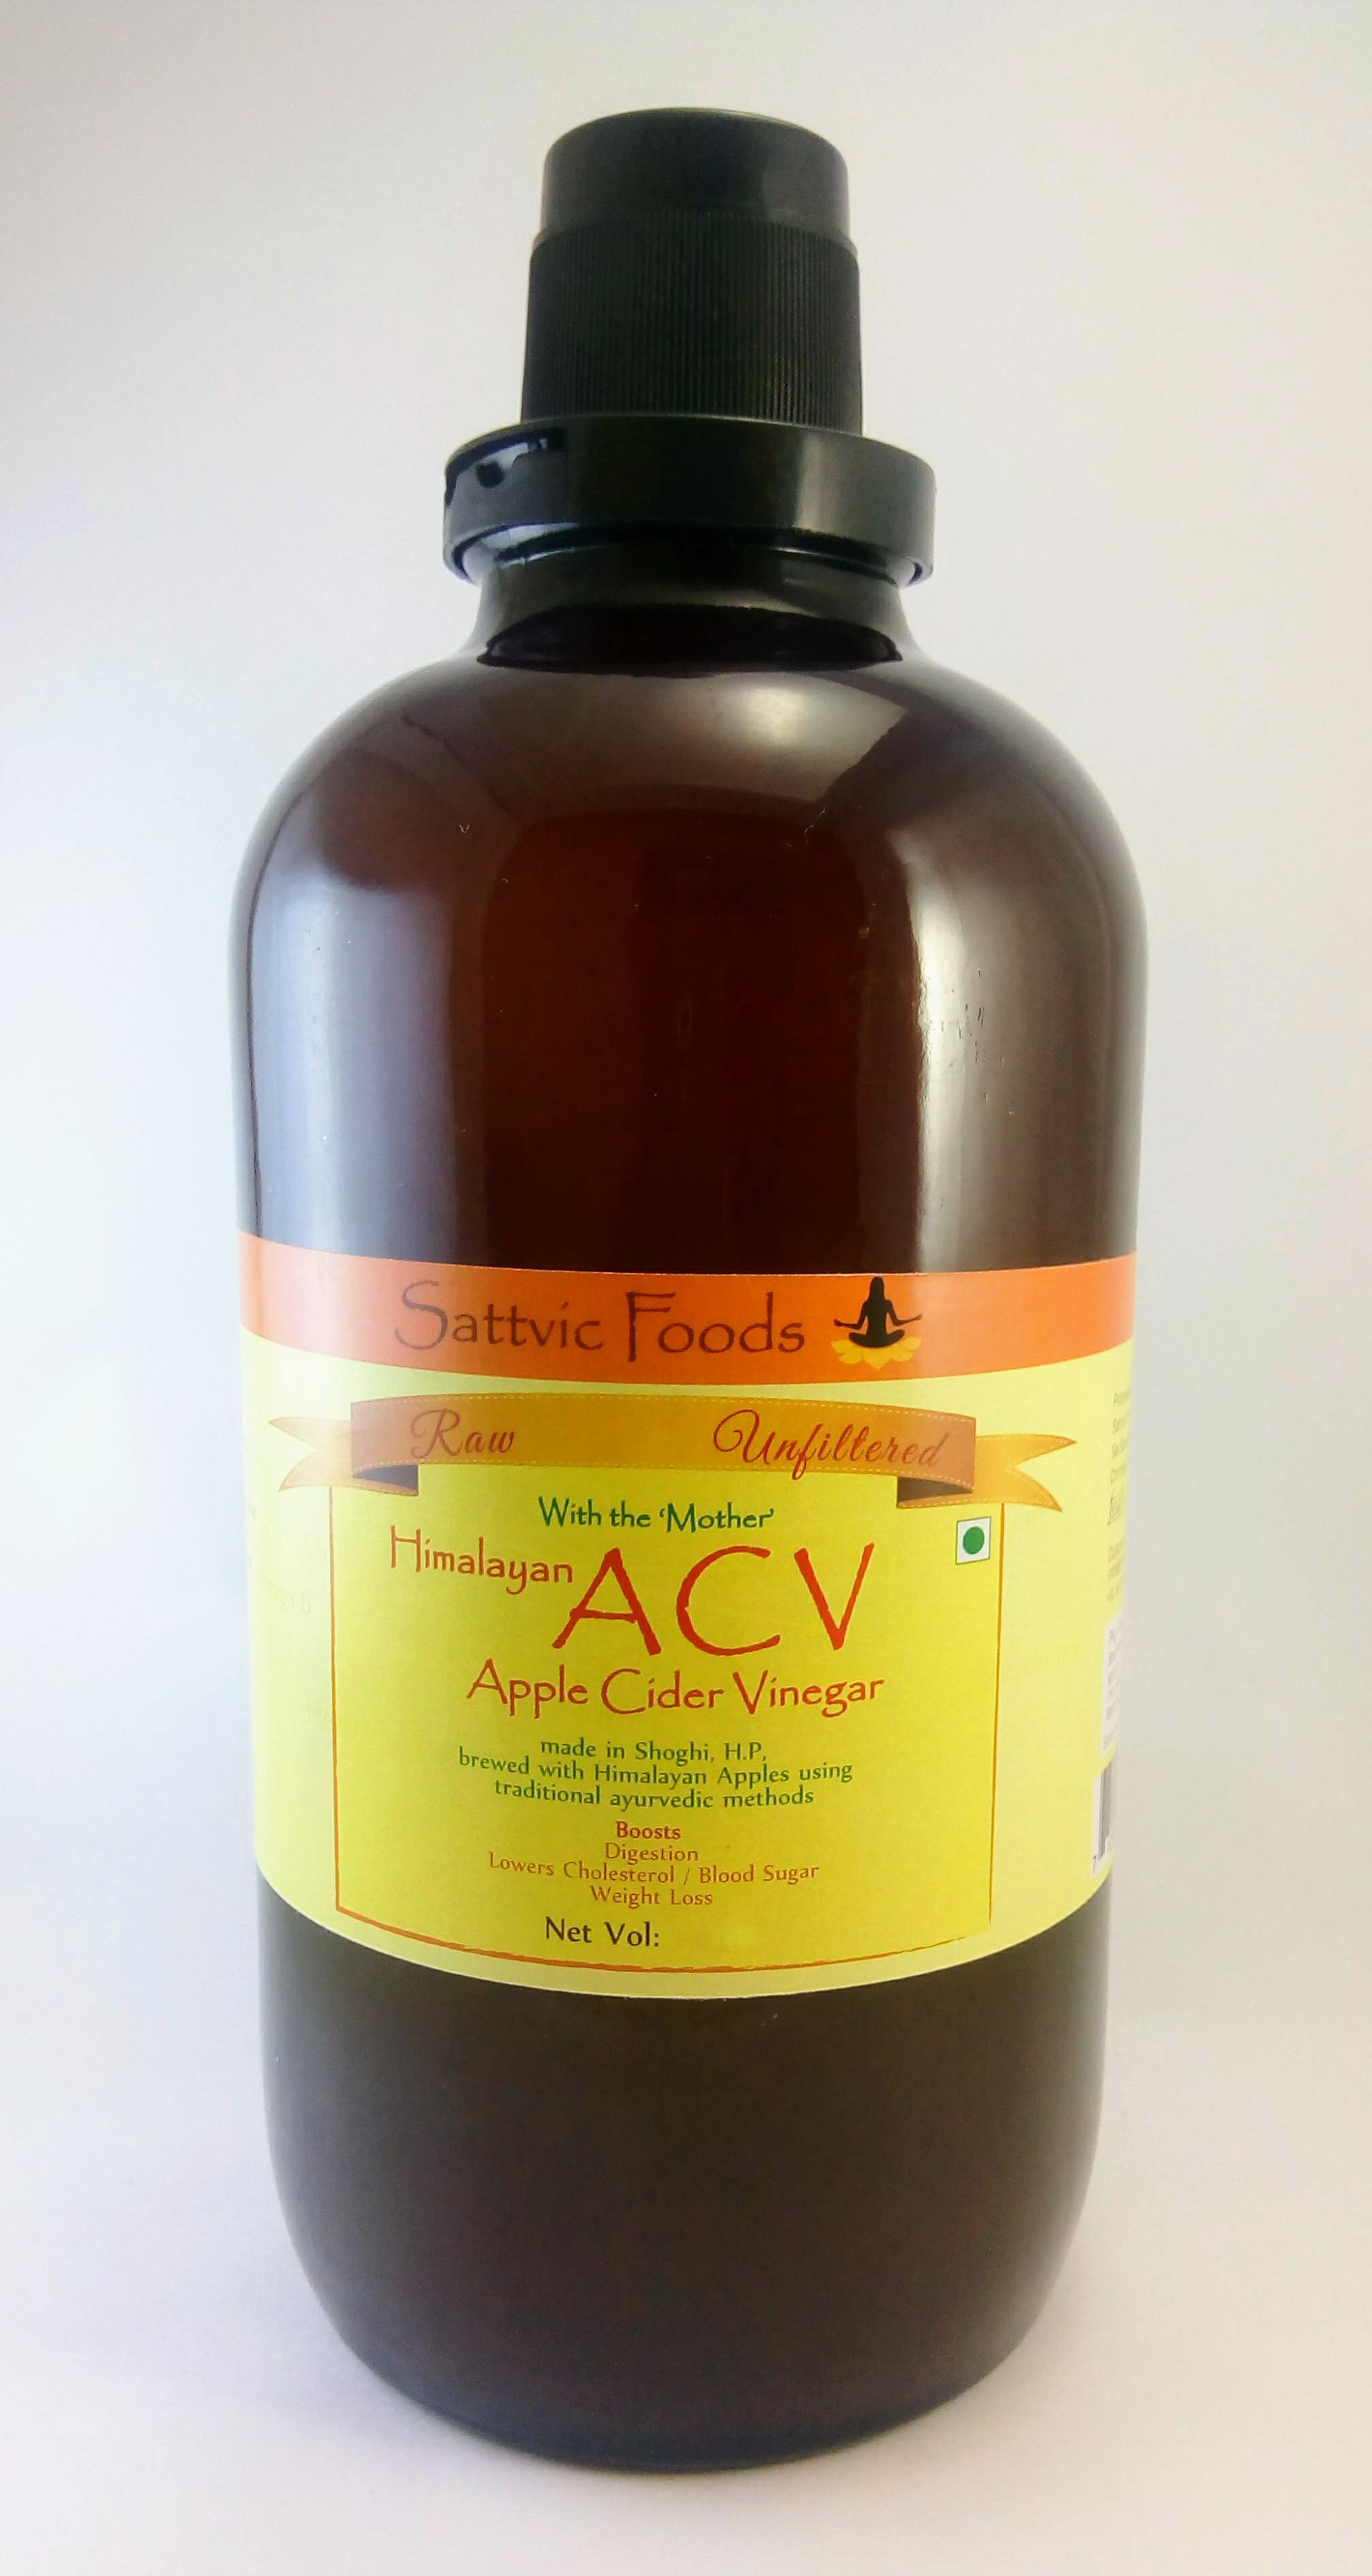 Sattvic Foods
Raw Unfiltered
With the ‘Mother’
Himalayan ACV
Apple Cider Vinegar
made in Shoghi, H.P,
brewed with Himalayan Apples using
traditional ayurvedic methods
Boosts
Digestion
Lowers Cholesterol / Blood Sugar
Weight Loss
Net Vol: